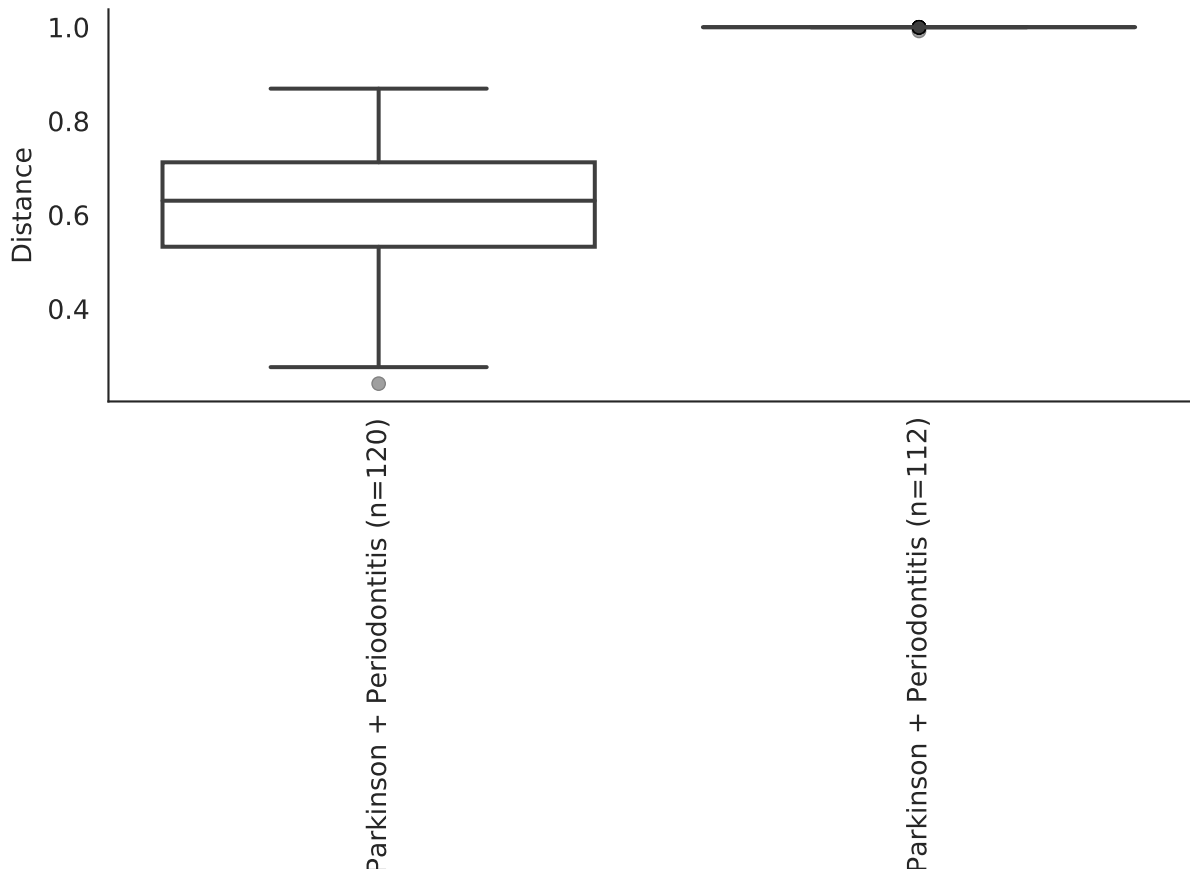 1.0
0.8
0.6
0.4
Distance
Parkinson + Periodontitis (n=120)
Parkinson + Periodontitis (n=112)